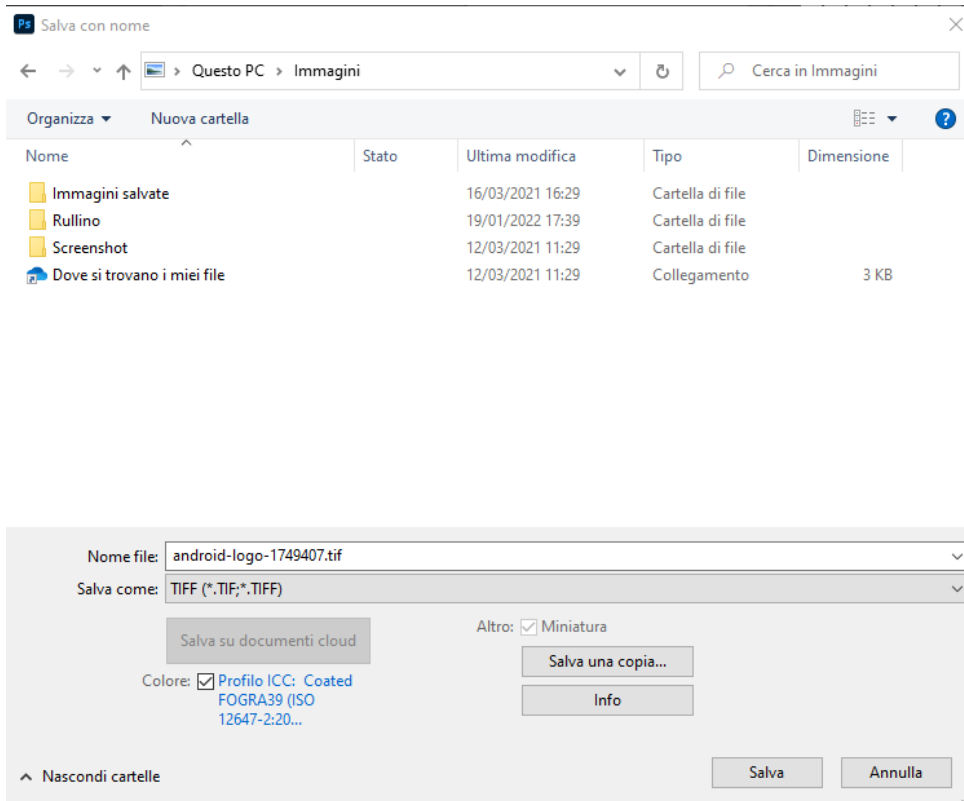 Ps Salva con nome
Questo PC > Immagini
Cerca in Immagini
Organizza Nuova cartella
?
Nome Stato Ultima modifica Tipo Dimensione
Immagini salvate 16/03/2021 16:29 Cartella di file
Rullino 19/01/2022 17:39 Cartella di file
Screenshot 12/03/2021 11:29 Cartella di file
Dove si trovano i miei file 12/03/2021 11:29 Collegamento 3 KB
Nome file: android-logo-1749407.tif
Salva come: TIFF (*.TIF;*.TIFF)
Salva su documenti cloud
Altro: Miniatura
Salva una copia...
Colore: Profilo ICC: Coated
FOGRA39 (ISO
12647-2:20...
Info
Nascondi cartelle
Salva Annulla